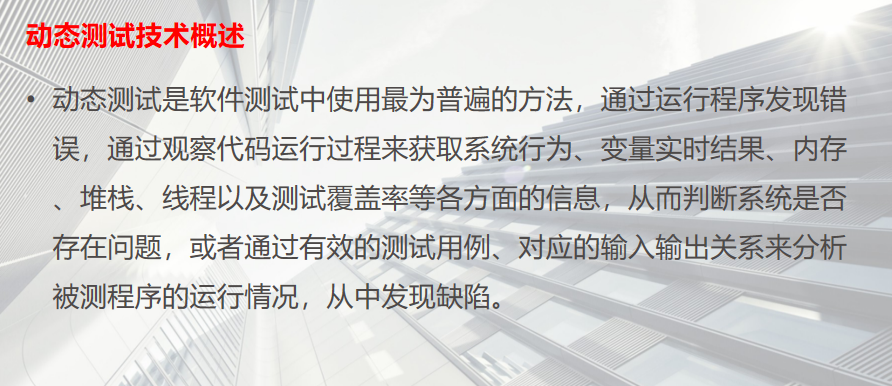 动态测试技术概述
• 动态测试是软件测试中使用最为普遍的方法，通过运行程序发现错
误，通过观察代码运行过程来获取系统行为、变量实时结果、内存
、堆栈、线程以及测试覆盖率等各方面的信息，从而判断系统是否
存在问题，或者通过有效的测试用例、对应的输入输出关系来分析
被测程序的运行情况，从中发现缺陷。